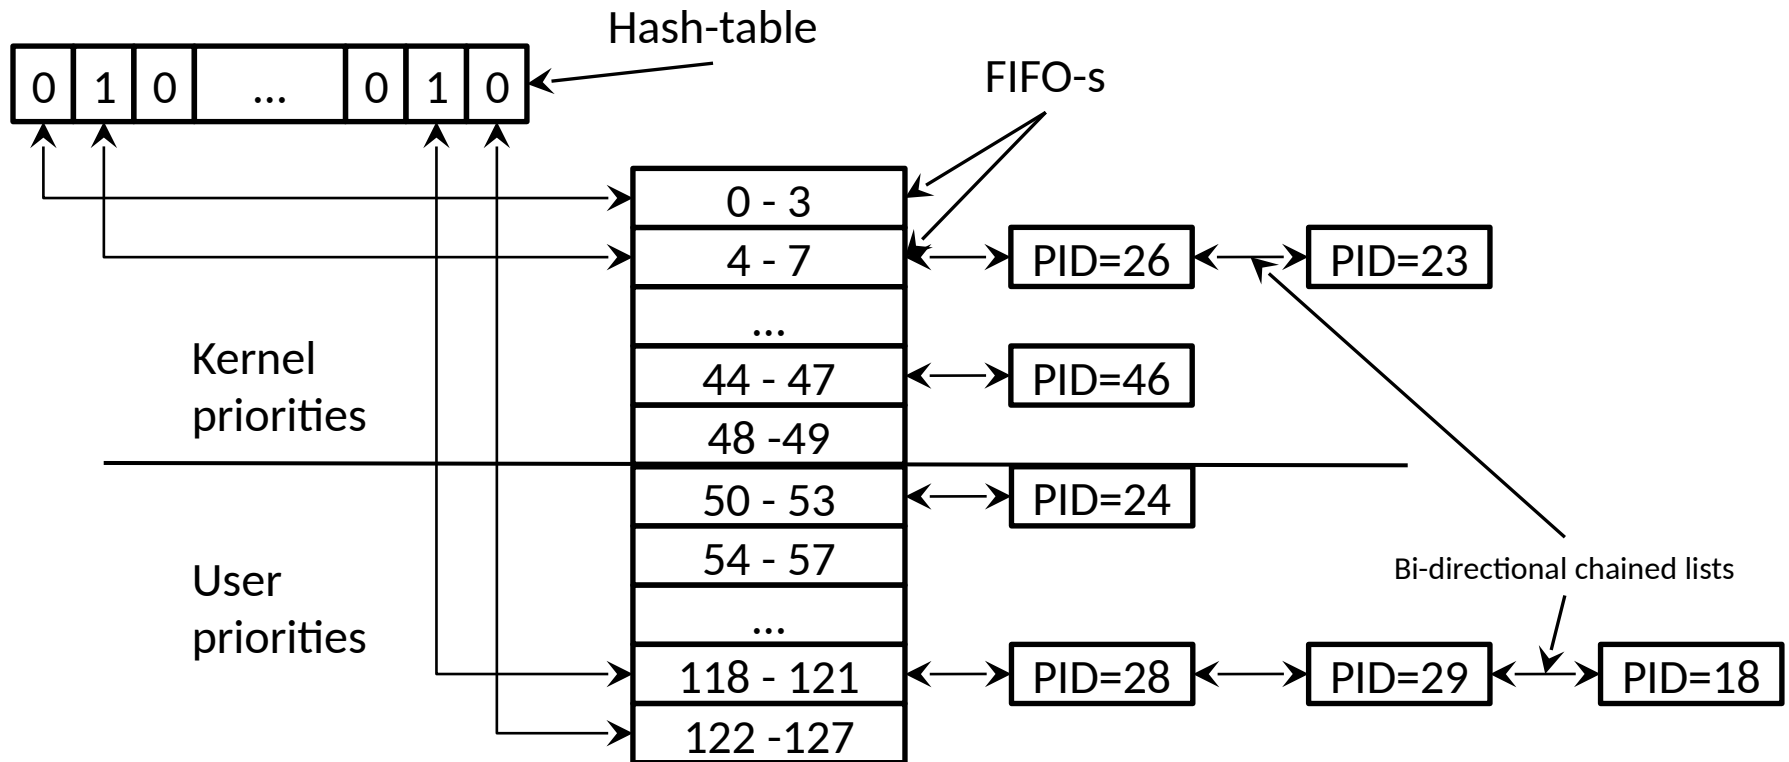 Hash-table
FIFO-s
0 1 0 ... 0 1 0
0 - 3
4 - 7
PID=26
PID=23
...
Kernel
priorities
44 - 47
PID=46
48 -49
50 - 53
PID=24
54 - 57
Bi-directional chained lists
User
priorities
...
118 - 121
PID=28
PID=29
PID=18
122 -127